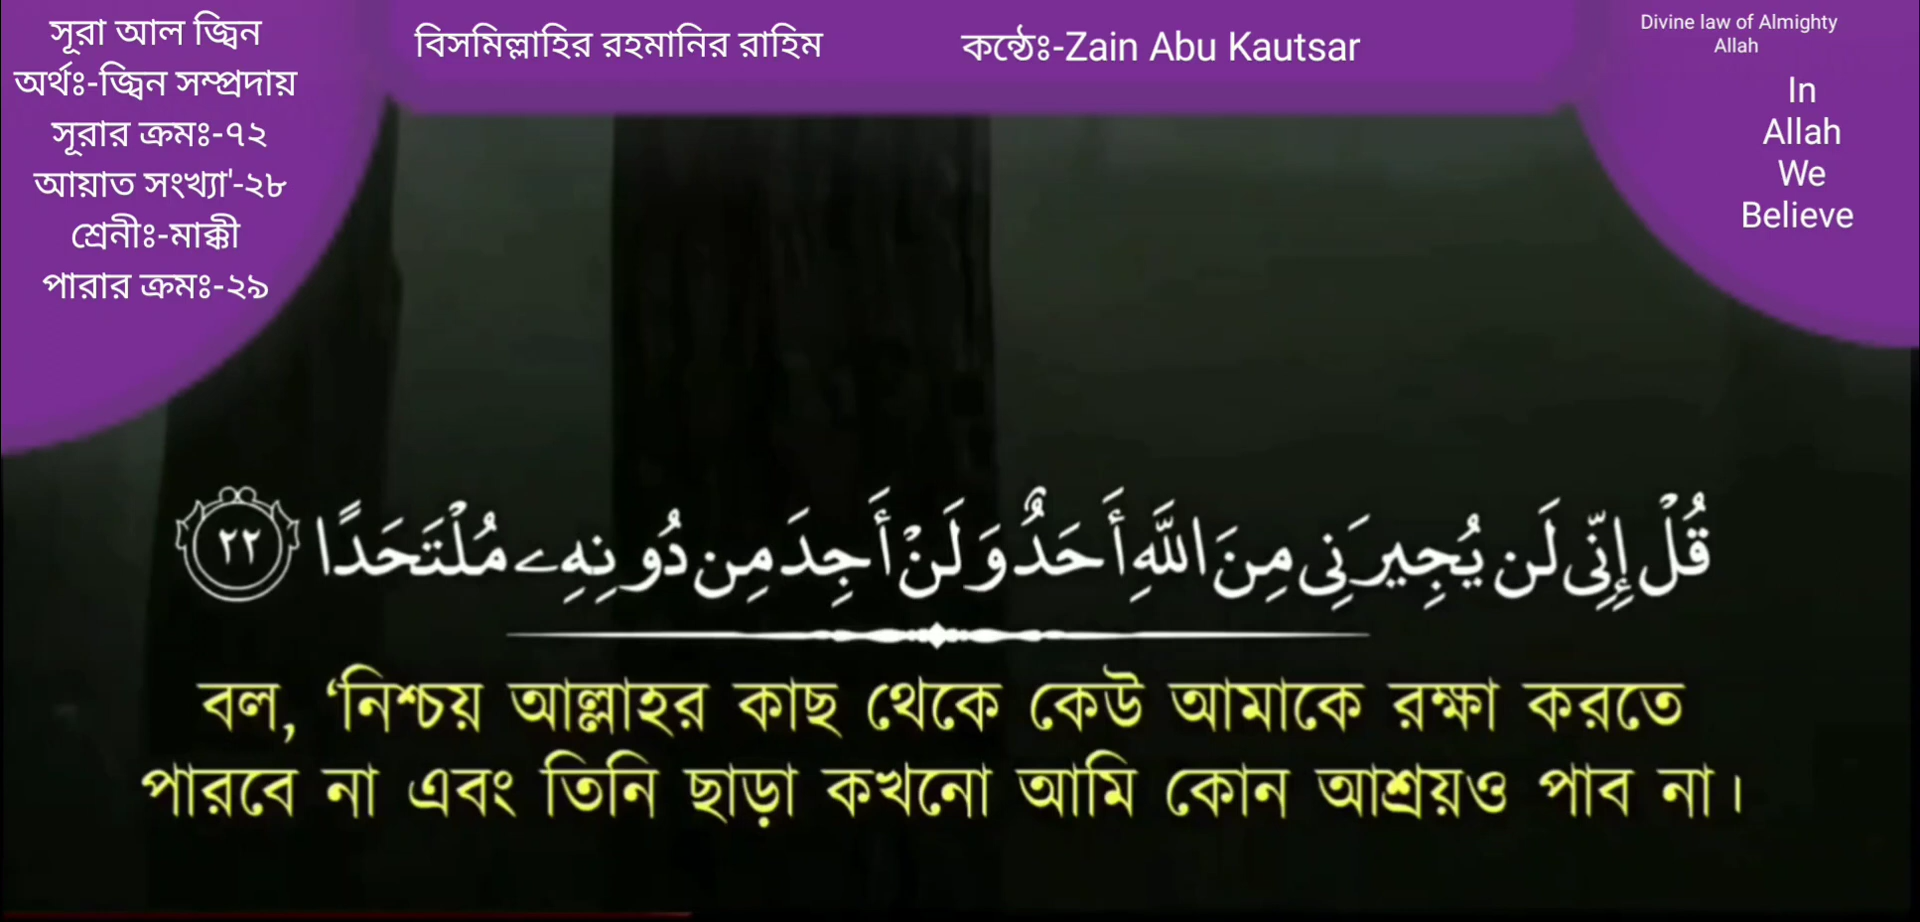 সূরা আল জ্বিন
অর্থঃ-জ্বিন সম্প্রদায়
সূরার ক্রমঃ-৭২
আয়াত সংখ্যা'-২৮
শ্রেনীঃ-মাক্কী
পারার ক্রমঃ-২৯
বিসমিল্লাহির রহমানির রাহিম
কন্ঠেঃ-Zain Abu Kautsar
Divine law of Almighty
Allah
In
Allah
We
Believe
قُلْ إِنِّى لَن يُجِيرَنِى مِنَ اللَّهِ أَحَدٌ وَلَنْ أَجِدَ مِن دُونِهِۦ مُلْتَحَدًا ٢٢
বল, ‘নিশ্চয় আল্লাহর কাছ থেকে কেউ আমাকে রক্ষা করতে
পারবে না এবং তিনি ছাড়া কখনো আমি কোন আশ্রয়ও পাব না।